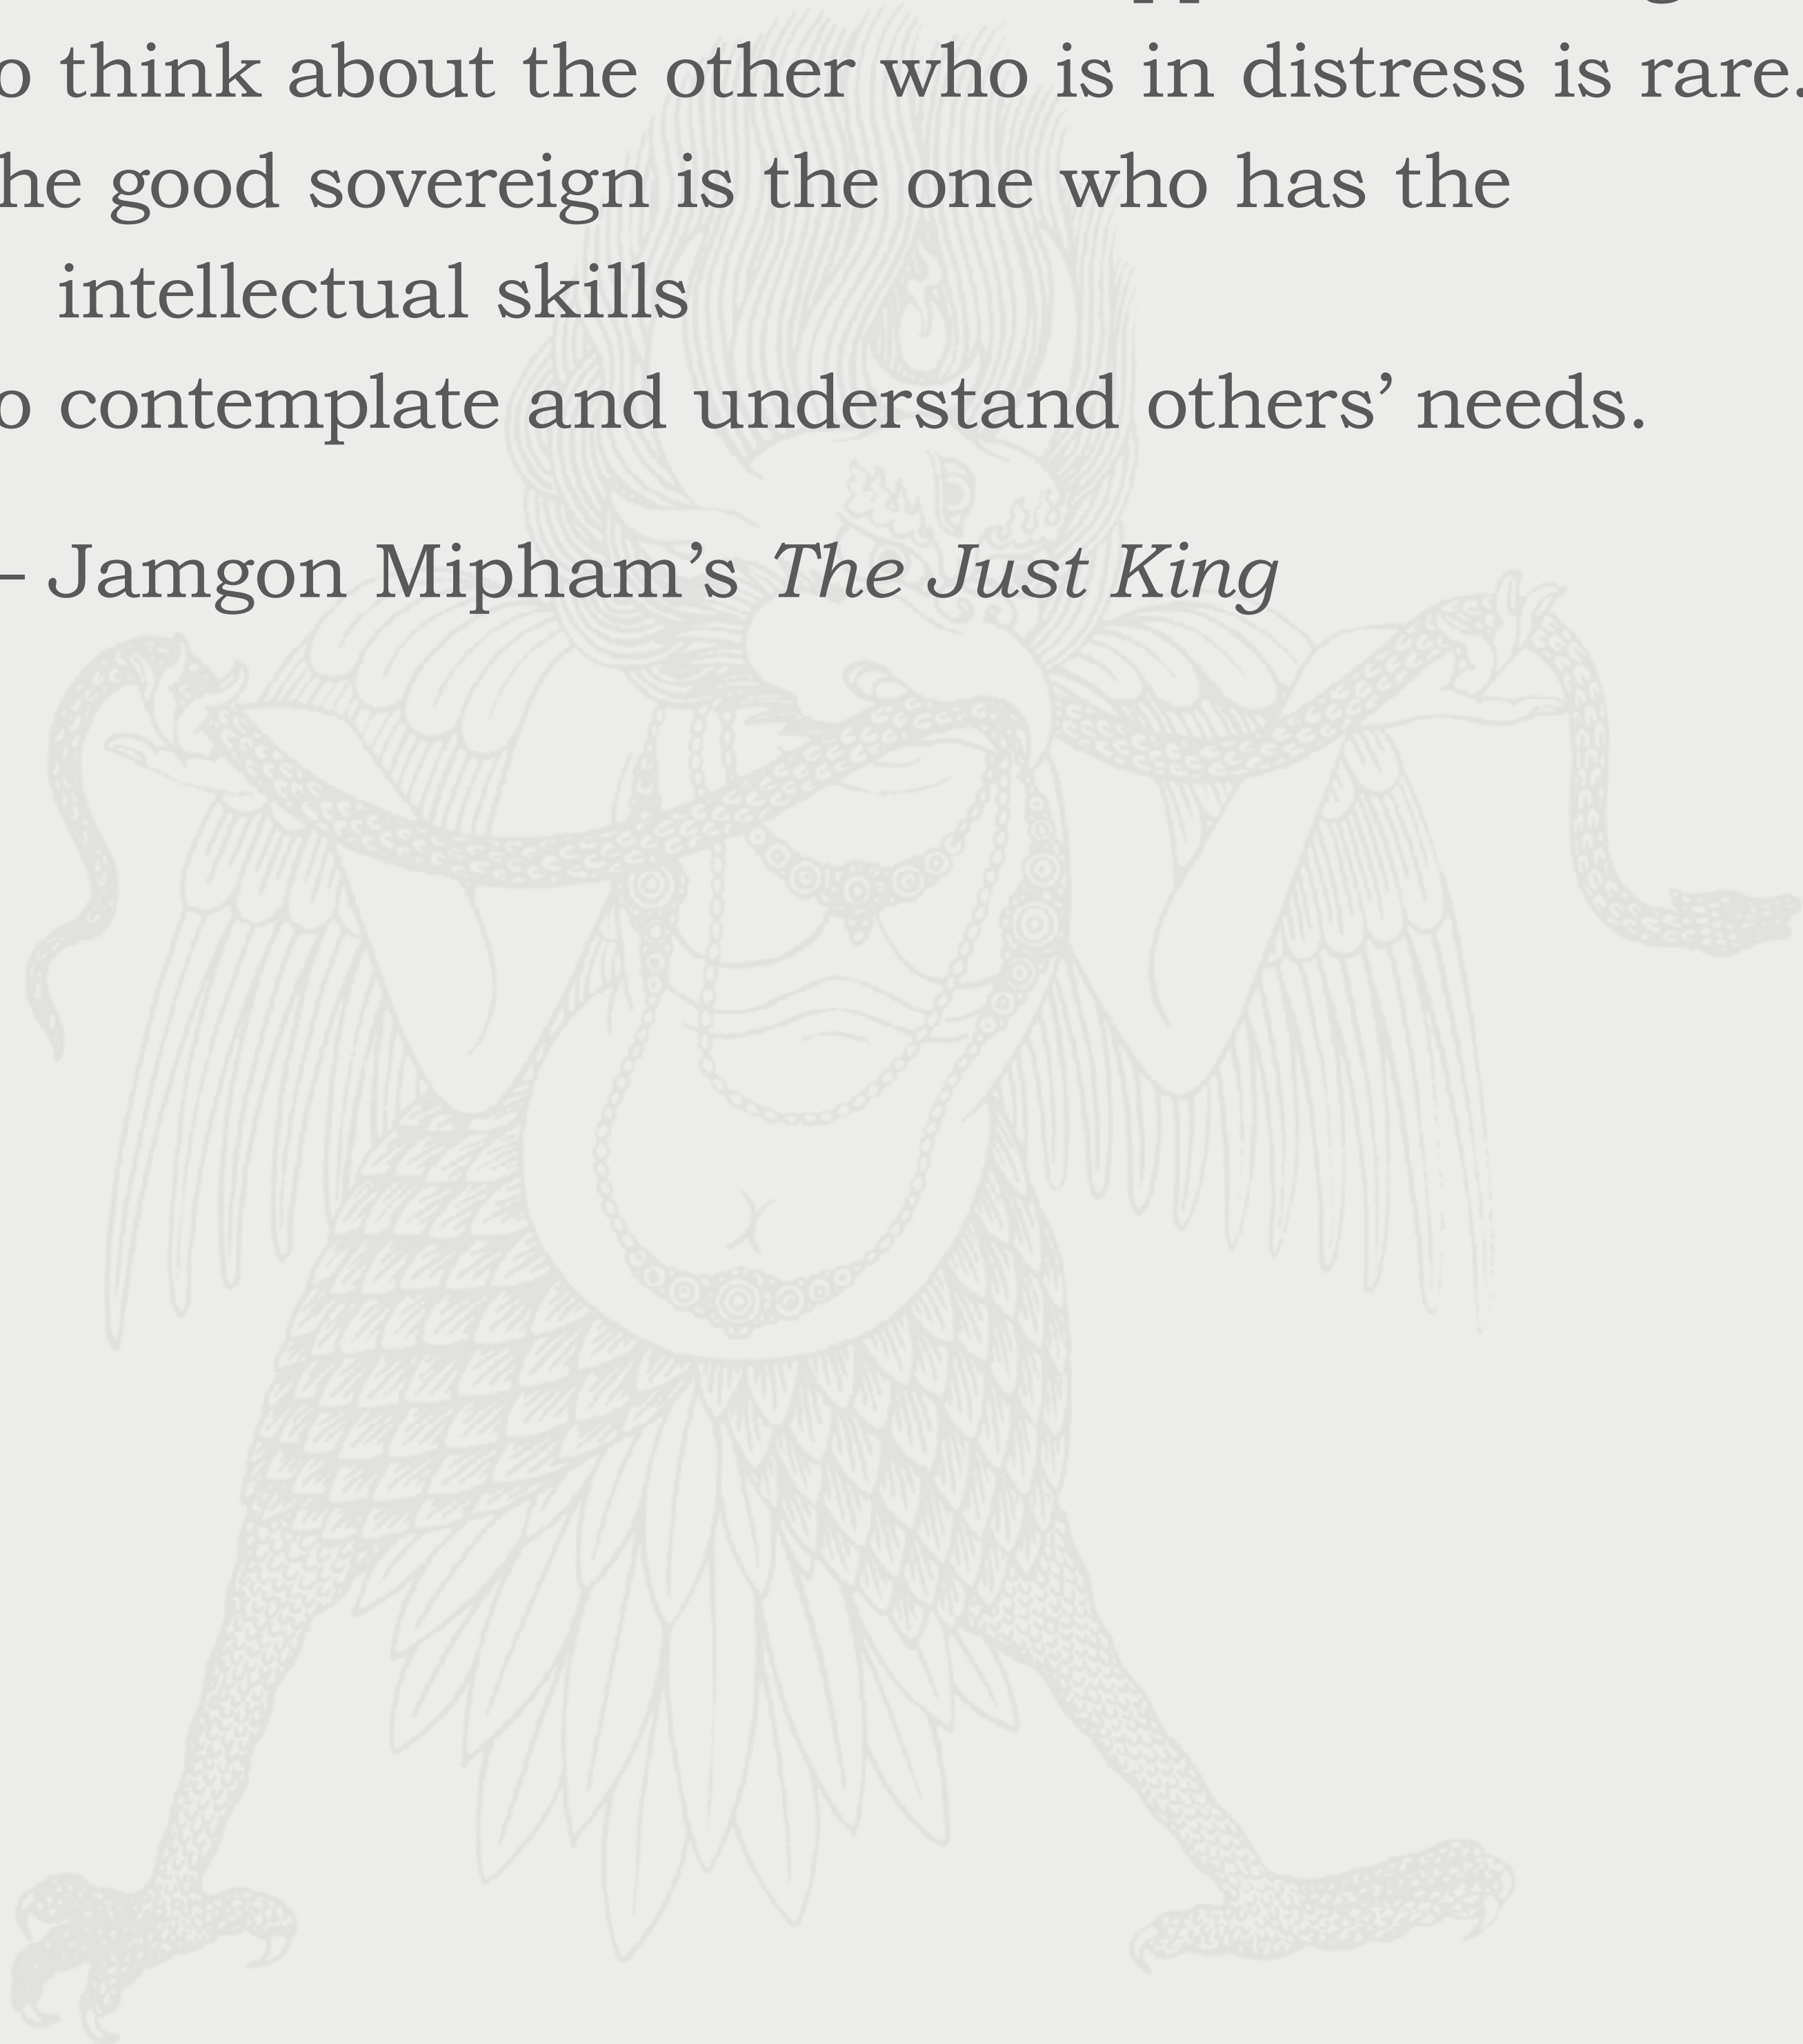 o think about the other who is in distress is rare.
he good sovereign is the one who has the
intellectual skills
o contemplate and understand others’ needs.
– Jamgon Mipham’s The Just King